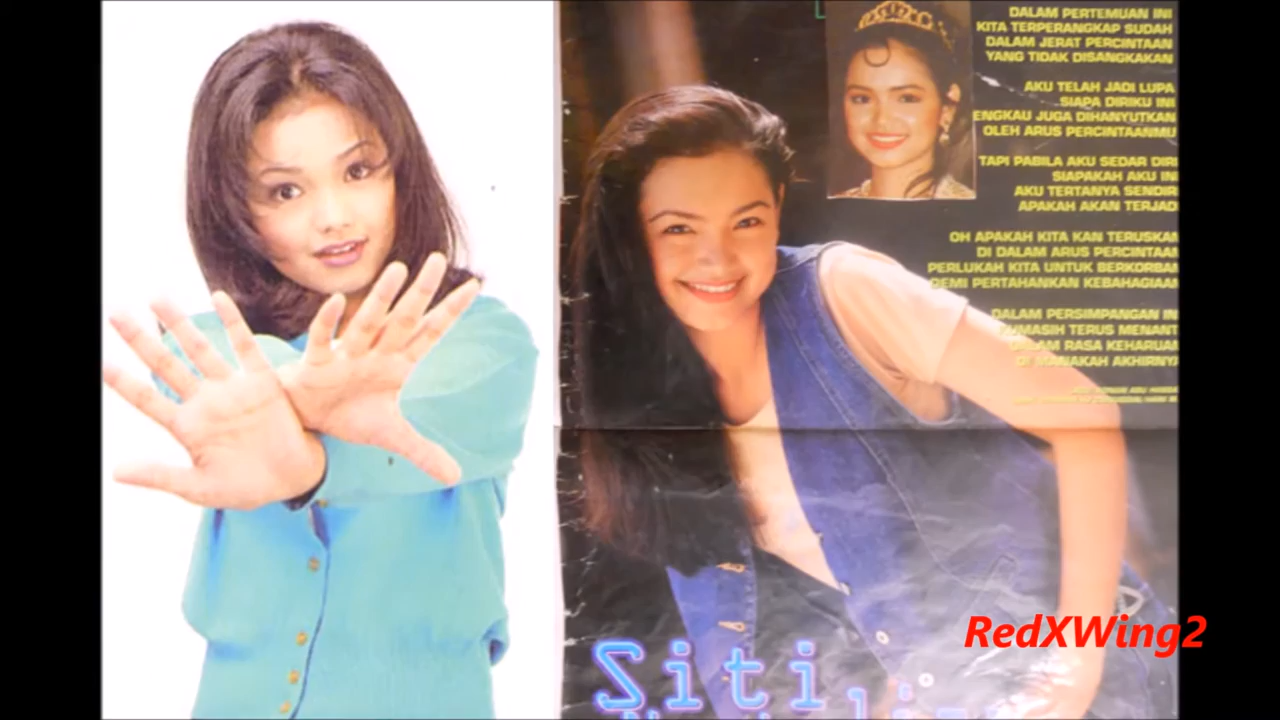 DALAM PERTEMUAN INI
KITA TERPERANGKAP SUDAH
DALAM JERAT PERCINTAAN
YANG TIDAK DISANGKAKAN
AKU TELAH JADI LUPA
SIAPA DIRIKU INI
ENGKAU JUGA DIHANYUTKAN
OLEH ARUS PERCINTAANMU
TAPI PABILA AKU SEDAR DIRI
SIAPAKAH AKU INI
AKU TERTANYA SENDIRI
APAKAH AKAN TERJADI
OH APAKAH KITA KAN TERUSKAN
DI DALAM ARUS PERCINTAAN
PERLUKAH KITA UNTUK BERKORBAN
DEMI PERTAHANKAN KEBAHAGIAAN
DALAM PERSIMPANGAN INI
KUMASIH TERUS MENANTI
DALAM RASA KEHARUAN
DI MANAKAH AKHIRNYA
Siti
RedXWing2